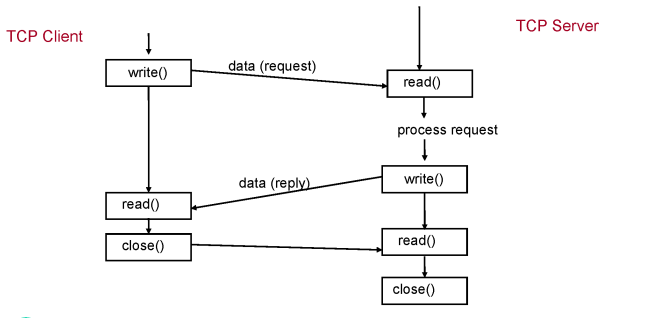 TCP Client
TCP Server
write()
data (request)
read()
process request
data (reply)
write()
read()
close()
read()
close()